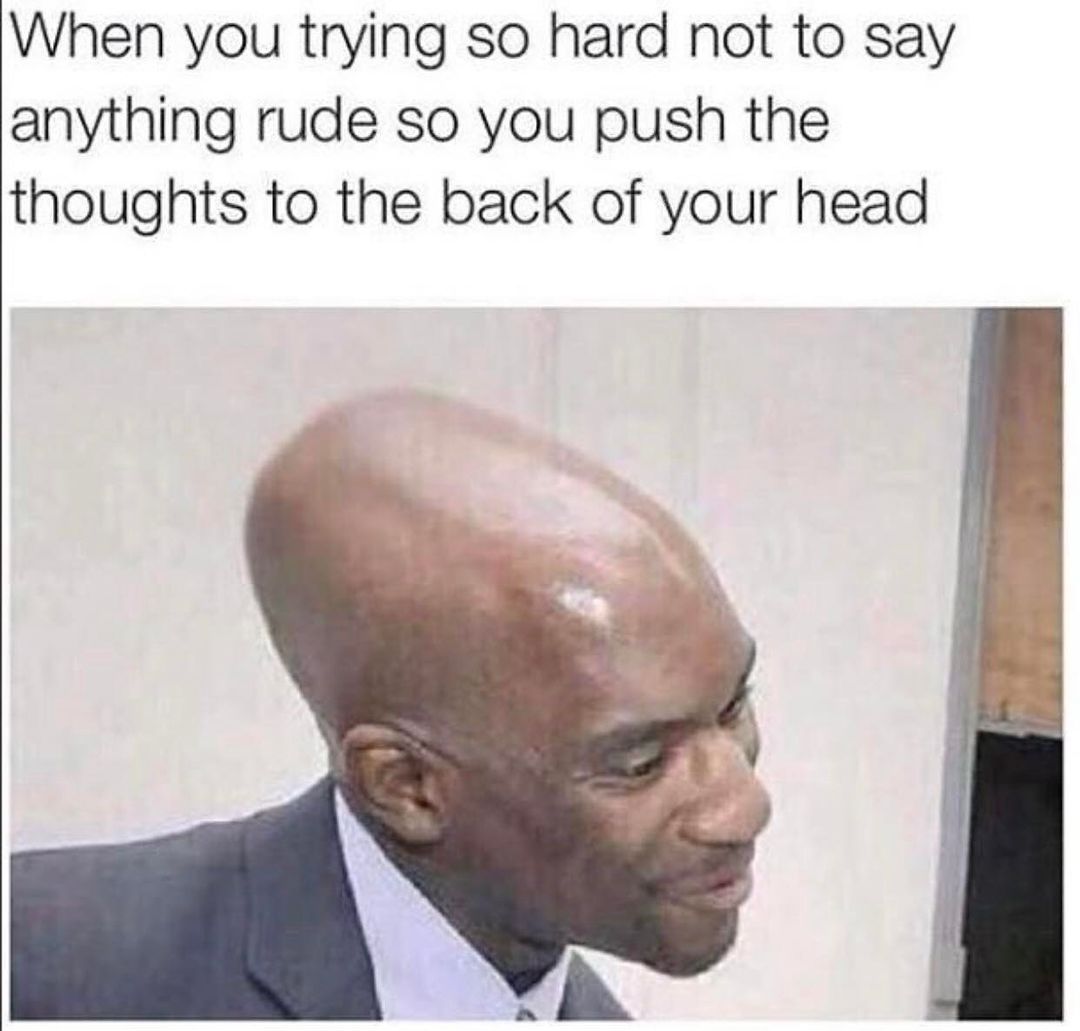 When you trying so hard not to say
anything rude so you push the
thoughts to the back of your head